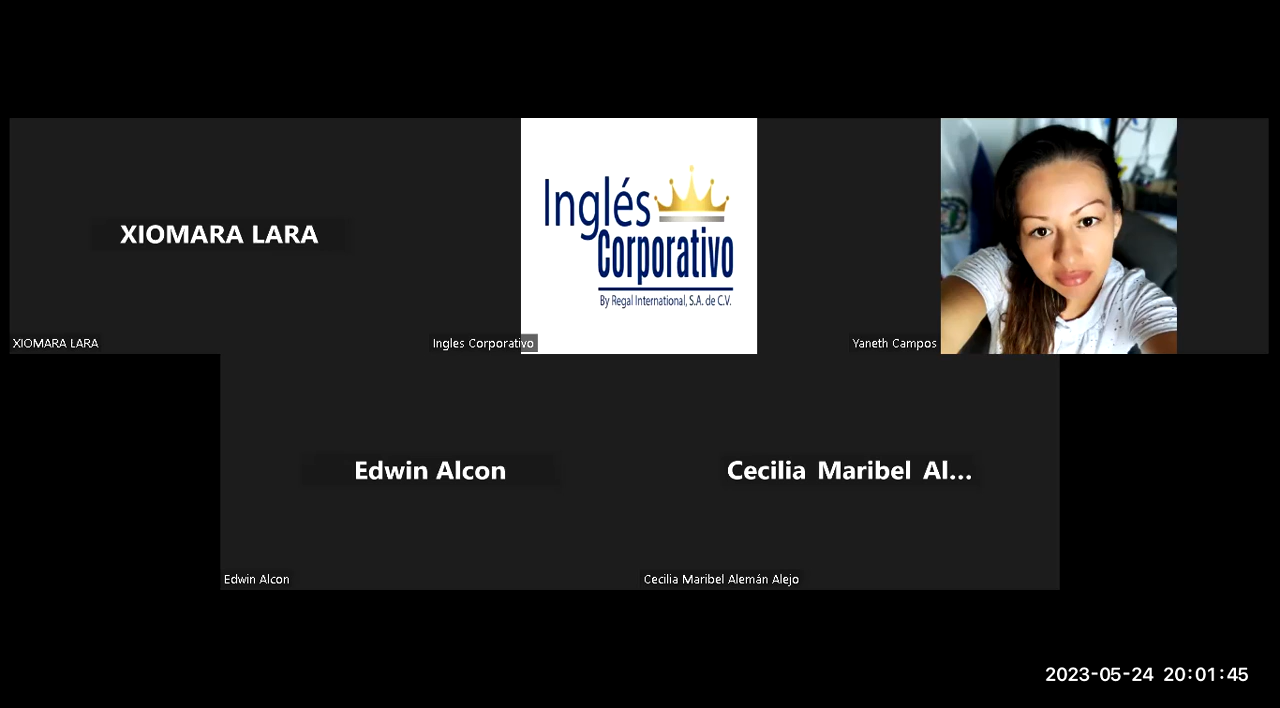 XIOMARA LARA
XIOMARA LARA
Inglés
Corporativo
By Regal International, S.A. de C.V.
Ingles Corporativo
Yaneth Campos
Edwin Alcon
Edwin Alcon
Cecilia Maribel Al...
Cecilia Maribel Alemán Alejo
2023-05-24 20:01:45